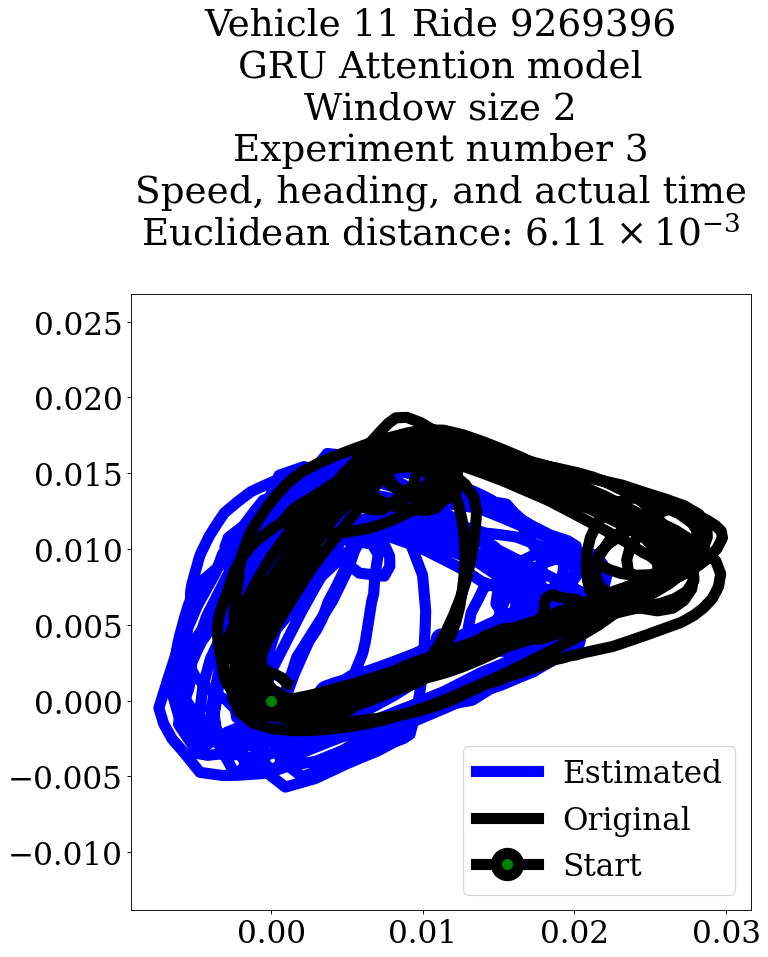 Vehicle 11 Ride 9269396
GRU Attention model
Window size 2
Experiment number 3
Speed, heading, and actual time
Euclidean distance: 6.11 × 10⁻³
0.025
0.020
0.015
0.010
0.005
0.000
−0.005
−0.010
Estimated
Original
Start
0.00 0.01 0.02 0.03